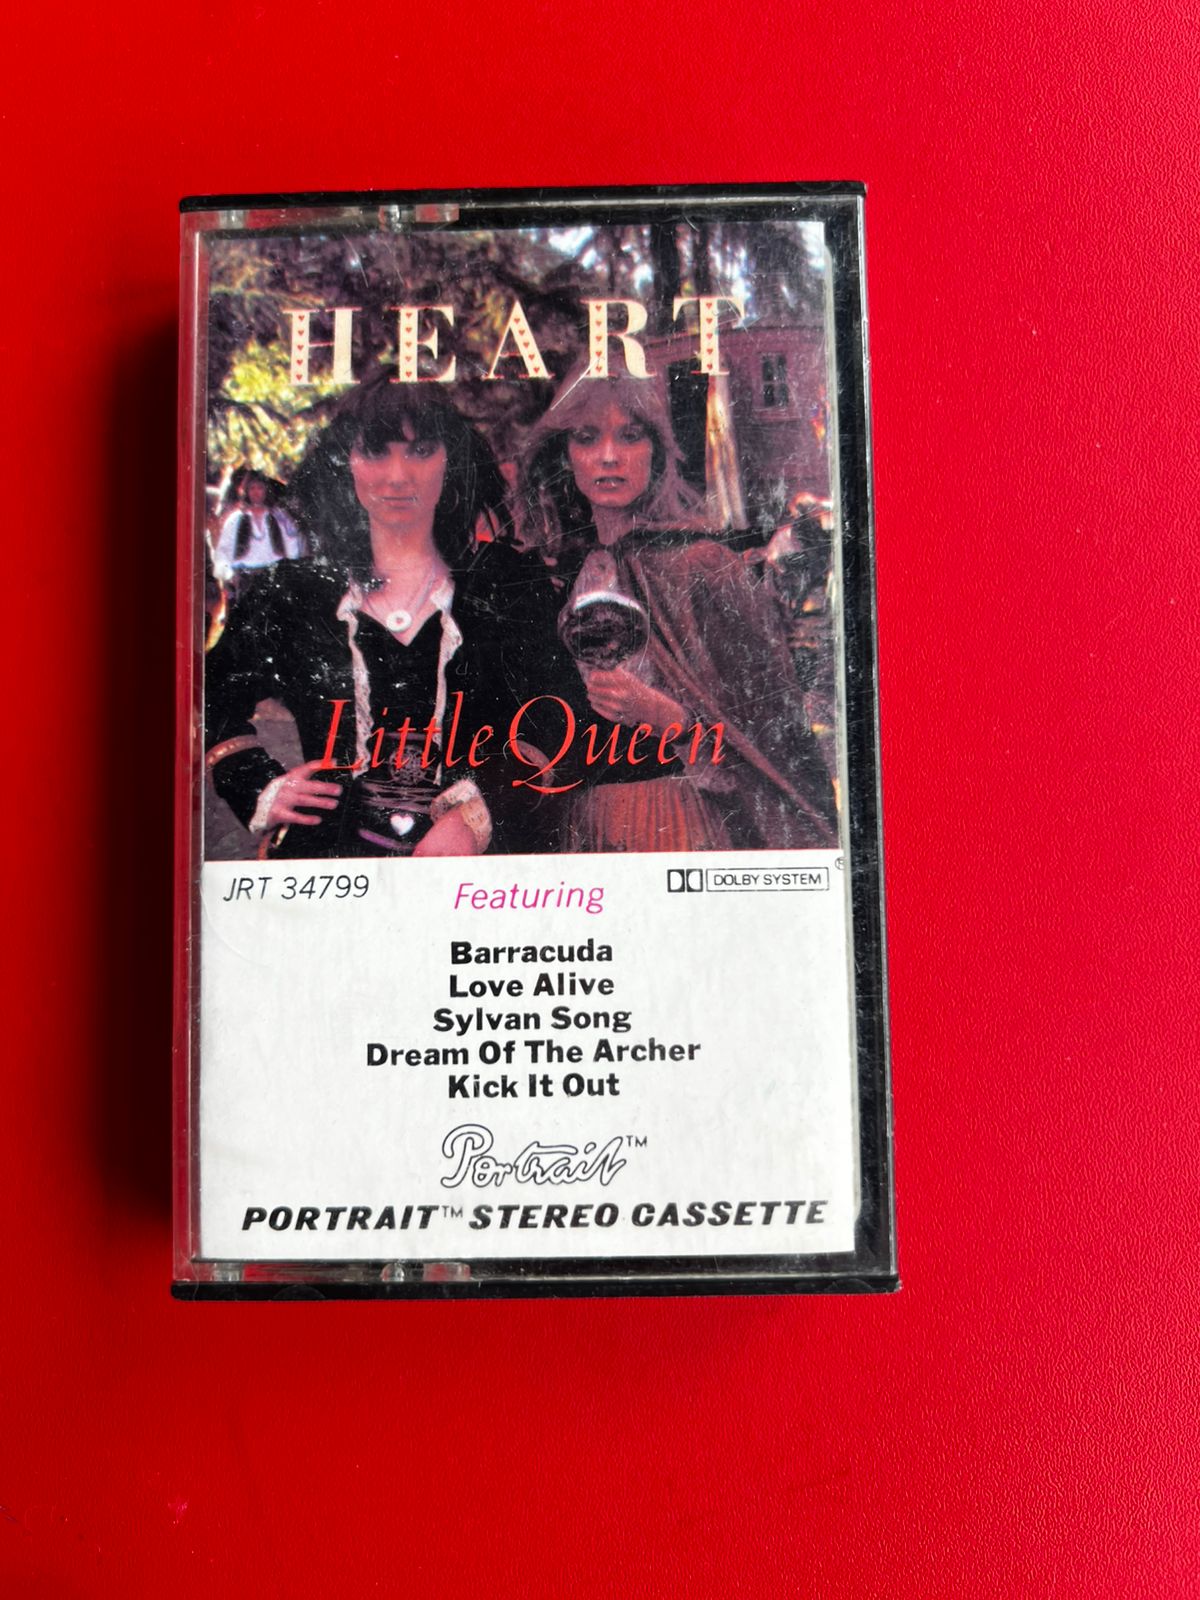 HEART
Little Queen
JRT 34799
Featuring
DOLBY SYSTEM ®
Barracuda
Love Alive
Sylvan Song
Dream Of The Archer
Kick It Out
Portrait™
PORTRAIT™ STEREO CASSETTE